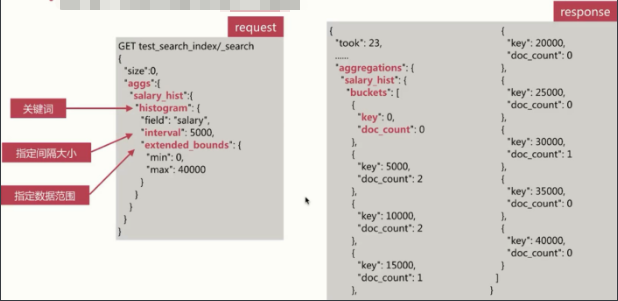 request
GET test_search_index/_search
{
"size":0,
"aggs":{
"salary_hist":{
"histogram": {
"field": "salary",
"interval": 5000,
"extended_bounds": {
"min": 0,
"max": 40000
}
}
}
}
}
关键词
指定间隔大小
指定数据范围
response
{
"took": 23,
......
"aggregations": {
"salary_hist": {
"buckets": [
{
"key": 0,
"doc_count": 0
},
{
"key": 5000,
"doc_count": 2
},
{
"key": 10000,
"doc_count": 2
},
{
"key": 15000,
"doc_count": 1
},
{
"key": 20000,
"doc_count": 0
},
{
"key": 25000,
"doc_count": 0
},
{
"key": 30000,
"doc_count": 1
},
{
"key": 35000,
"doc_count": 0
},
{
"key": 40000,
"doc_count": 0
}
]
}